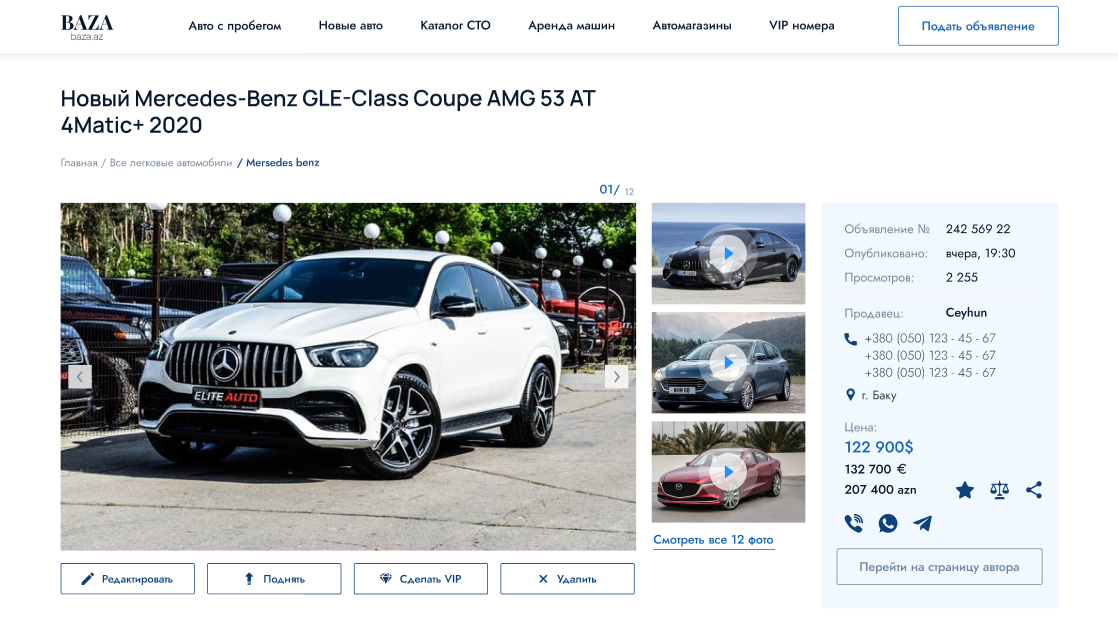 BAZA
baza.az
Авто с пробегом
Новые авто
Каталог СТО
Аренда машин
Автомагазины
VIP номера
Подать объявление
Новый Mercedes-Benz GLE-Class Coupe AMG 53 AT
4Matic+ 2020
Главная / Все легковые автомобили / Mersedes benz
01/ 12
ELITE AUTO
Объявление № 242 569 22
Опубликовано: вчера, 19:30
Просмотров: 2 255
Продавец: Ceyhun
+380 (050) 123 - 45 - 67
+380 (050) 123 - 45 - 67
+380 (050) 123 - 45 - 67
г. Баку
Цена:
122 900$
132 700 €
207 400 azn
Перейти на страницу автора
Смотреть все 12 фото
Редактировать
Поднять
Сделать VIP
Удалить